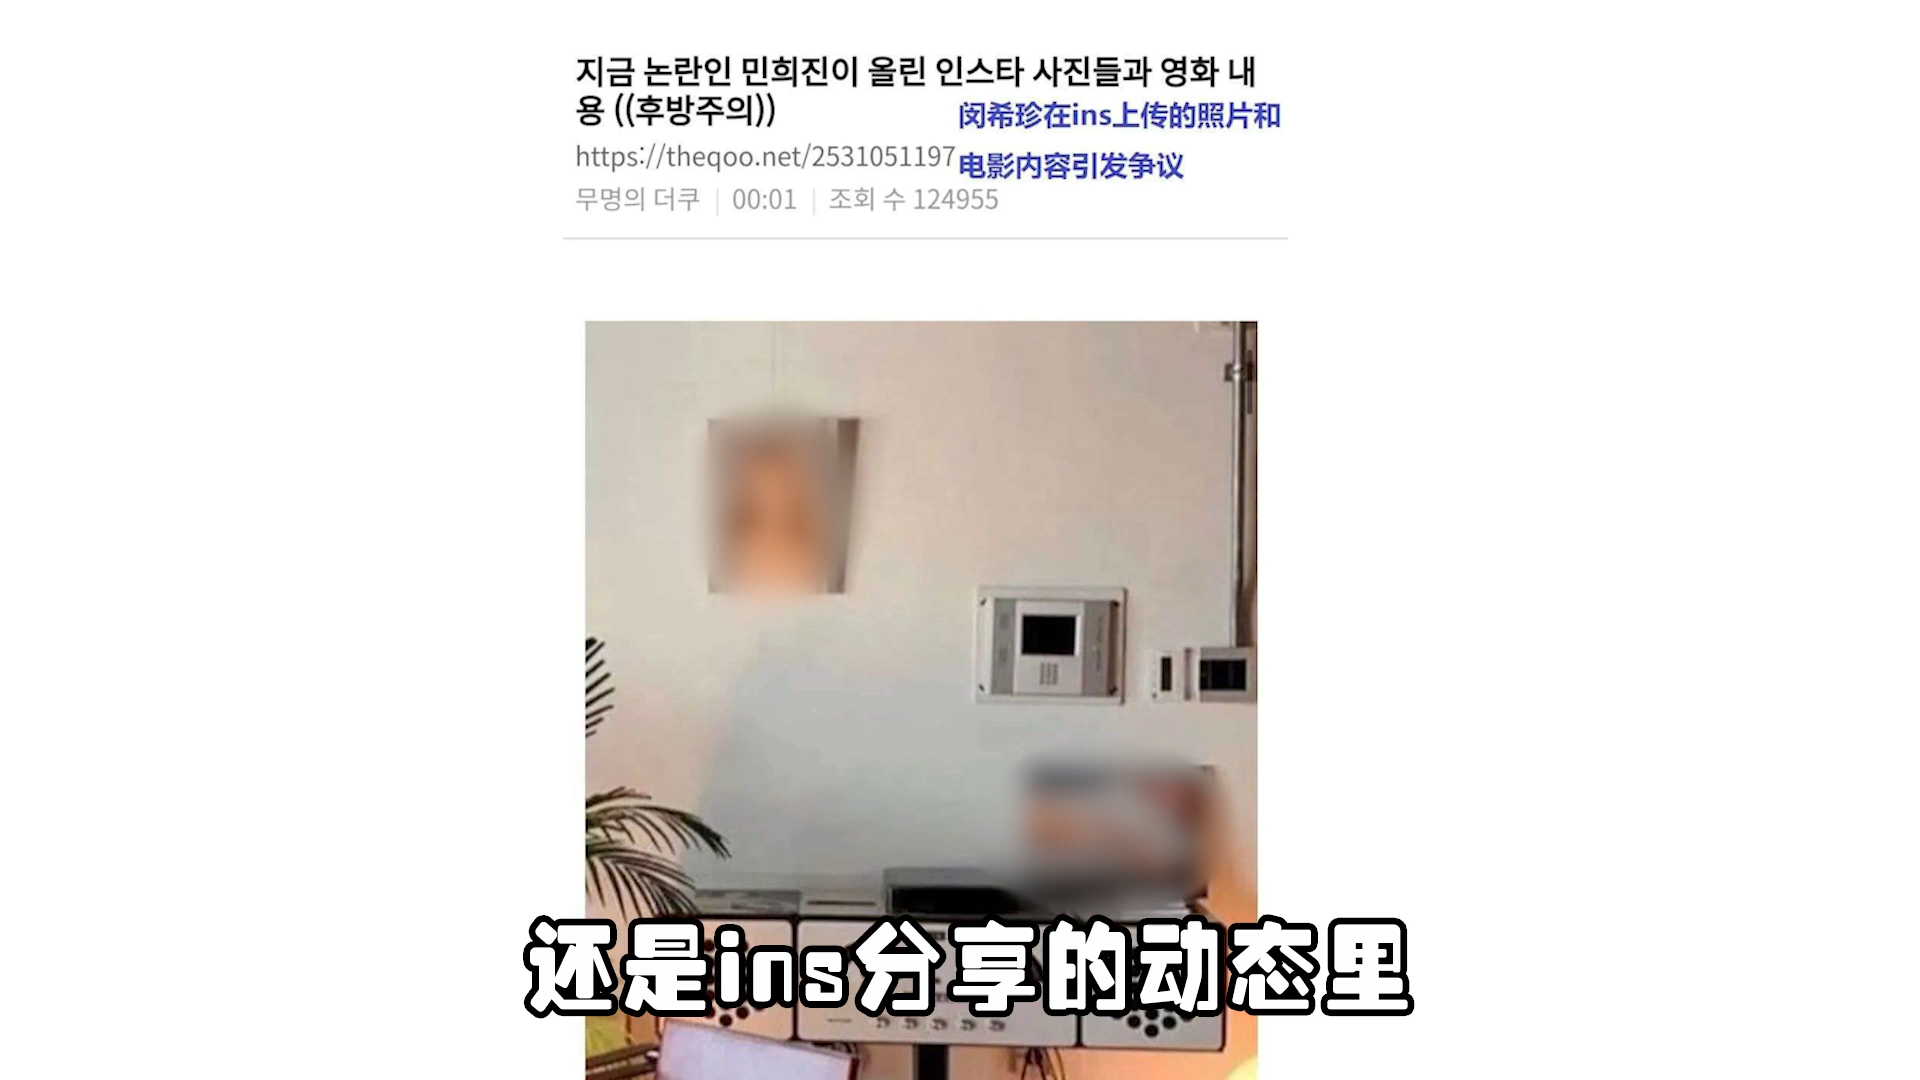 지금 논란인 민희진이 올린 인스타 사진들과 영화 내
용 ((후방주의))
闵希珍在ins上传的照片和
https://theqoo.net/2531051197
电影内容引发争议
무명의 더쿠 | 00:01 | 조회 수 124955
还是ins分享的动态里